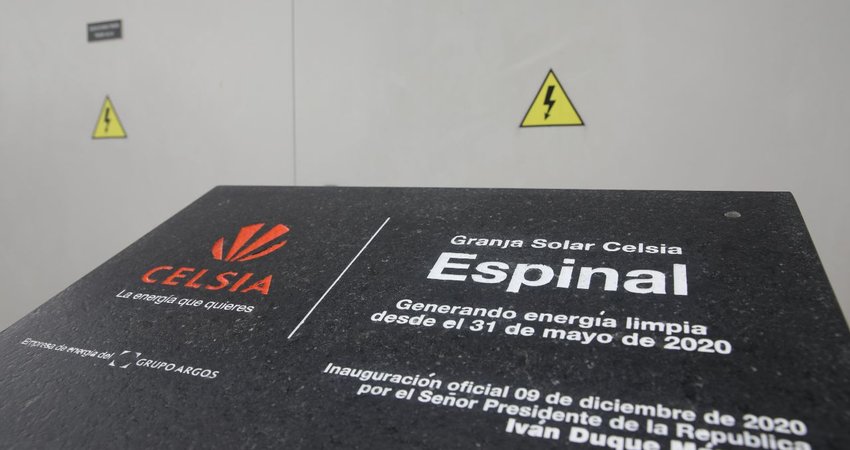 CELSIA
La energía que quieres
Empresa de energía del GRUPO ARGOS
Granja Solar Celsia
Espinal
Generando energía limpia
desde el 31 de mayo de 2020
Inauguración oficial 09 de diciembre de 2020
por el Señor Presidente de la Republica
Iván Duque